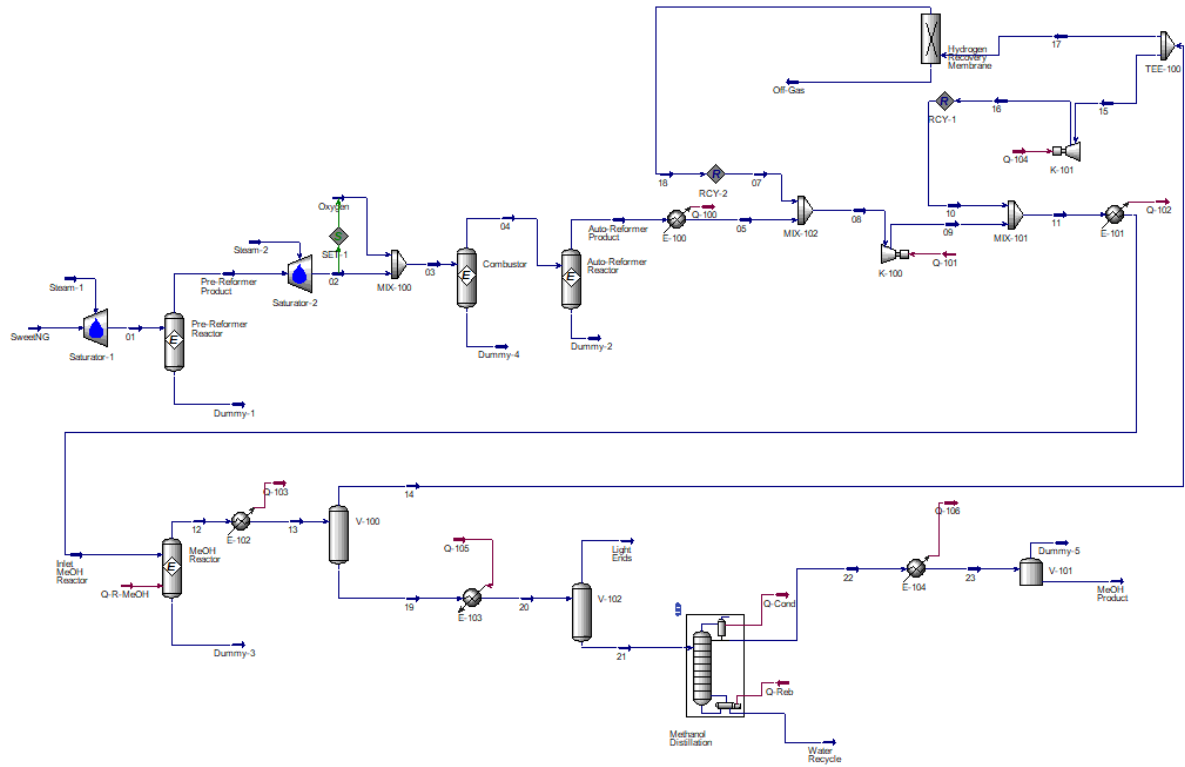 Hydrogen
Recovery
Membrane
17
TEE-100
Off-Gas
R
RCY-1
16
15
Q-104
K-101
18
R
RCY-2
07
Oxygen
S
SET-1
Steam-2
Pre-Reformer
Product
Saturator-2
02
MIX-100
03
04
E
Combustor
Dummy-4
Auto-Reformer
Product
E
Auto-Reformer
Reactor
Dummy-2
Q-100
E-100
05
MIX-102
08
K-100
Q-101
09
10
MIX-101
11
E-101
Q-102
Steam-1
SweetNG
Saturator-1
01
E
Pre-Reformer
Reactor
Dummy-1
Inlet
MeOH
Reactor
Q-R-MeOH
E
MeOH
Reactor
Dummy-3
12
Q-103
E-102
13
V-100
14
19
Q-105
E-103
20
V-102
Light
Ends
21
Methanol
Distillation
Q-Cond
Q-Reb
Water
Recycle
22
Q-106
E-104
23
Dummy-5
V-101
MeOH
Product